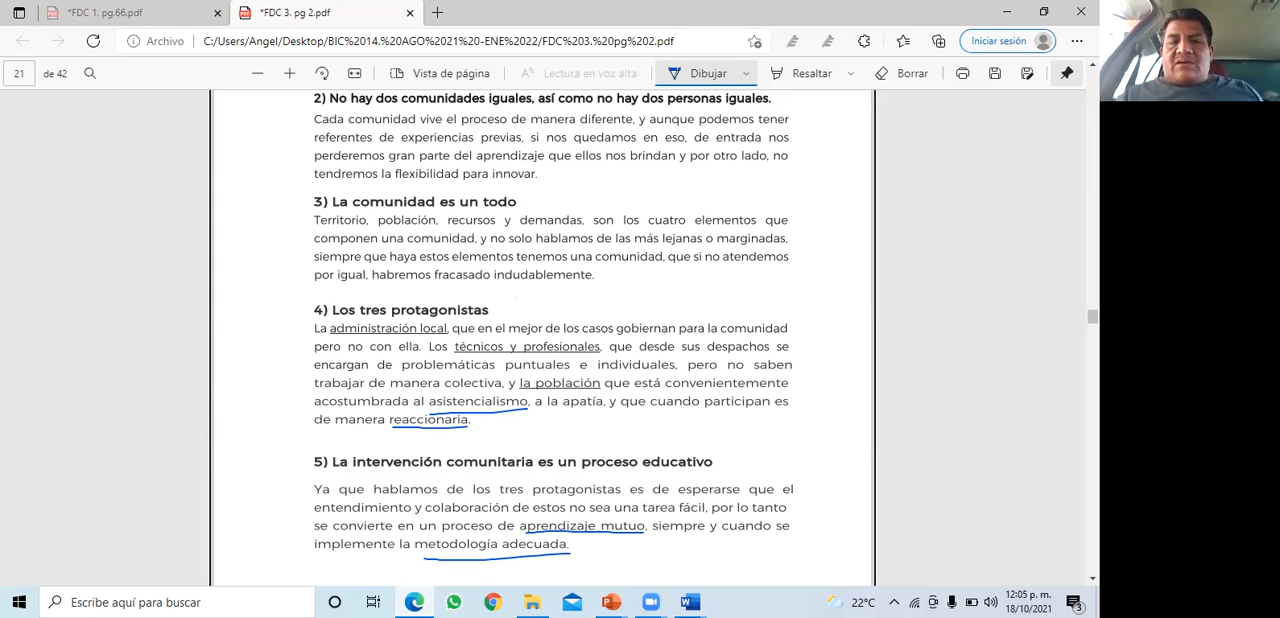 *FDC 1. pg.66.pdf
*FDC 3. pg 2.pdf
Archivo
C:/Users/Angel/Desktop/BIC%2014.%20AGO%2021%20-ENE%2022/FDC%203.%20pg%202.pdf
Iniciar sesión
21
de 42
Vista de página
Lectura en voz alta
Dibujar
Resaltar
Borrar
2) No hay dos comunidades iguales, así como no hay dos personas iguales.
Cada comunidad vive el proceso de manera diferente, y aunque podemos tener
referentes de experiencias previas, si nos quedamos en eso, de entrada nos
perderemos gran parte del aprendizaje que ellos nos brindan y por otro lado, no
tendremos la flexibilidad para innovar.
3) La comunidad es un todo
Territorio, población, recursos y demandas, son los cuatro elementos que
componen una comunidad, y no solo hablamos de las más lejanas o marginadas,
siempre que haya estos elementos tenemos una comunidad, que si no atendemos
por igual, habremos fracasado indudablemente.
4) Los tres protagonistas
La administración local, que en el mejor de los casos gobiernan para la comunidad
pero no con ella. Los técnicos y profesionales, que desde sus despachos se
encargan de problemáticas puntuales e individuales, pero no saben
trabajar de manera colectiva, y la población que está convenientemente
acostumbrada al asistencialismo, a la apatía, y que cuando participan es
de manera reaccionaria.
5) La intervención comunitaria es un proceso educativo
Ya que hablamos de los tres protagonistas es de esperarse que el
entendimiento y colaboración de estos no sea una tarea fácil, por lo tanto
se convierte en un proceso de aprendizaje mutuo, siempre y cuando se
implemente la metodología adecuada.
Escribe aquí para buscar
22°C
12:05 p. m.
18/10/2021
3